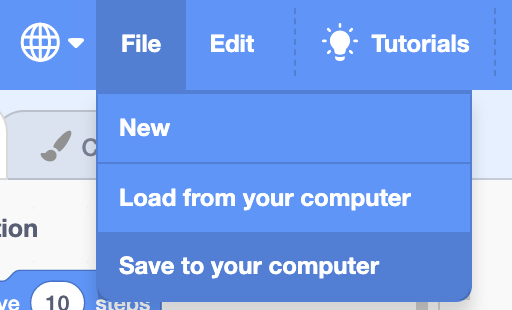 File Edit Tutorials
New
Load from your computer
Save to your computer
10 steps